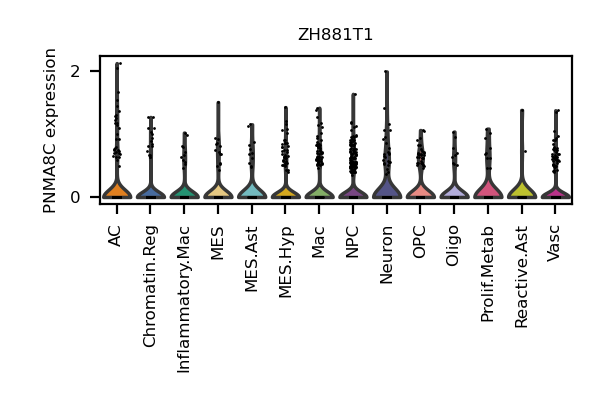 ZH881T1
PNMA8C expression
2
0
AC
Chromatin.Reg
Inflammatory.Mac
MES
MES.Ast
MES.Hyp
Mac
NPC
Neuron
OPC
Oligo
Prolif.Metab
Reactive.Ast
Vasc